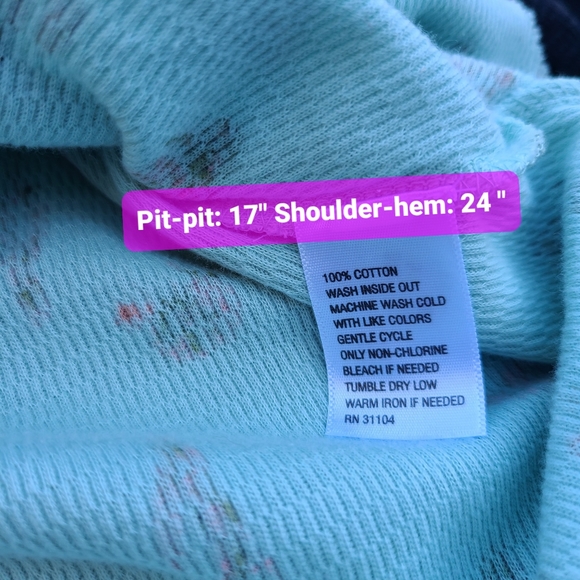 Pit-pit: 17" Shoulder-hem: 24 "
100% COTTON
WASH INSIDE OUT
MACHINE WASH COLD
WITH LIKE COLORS
GENTLE CYCLE
ONLY NON-CHLORINE
BLEACH IF NEEDED
TUMBLE DRY LOW
WARM IRON IF NEEDED
RN 31104